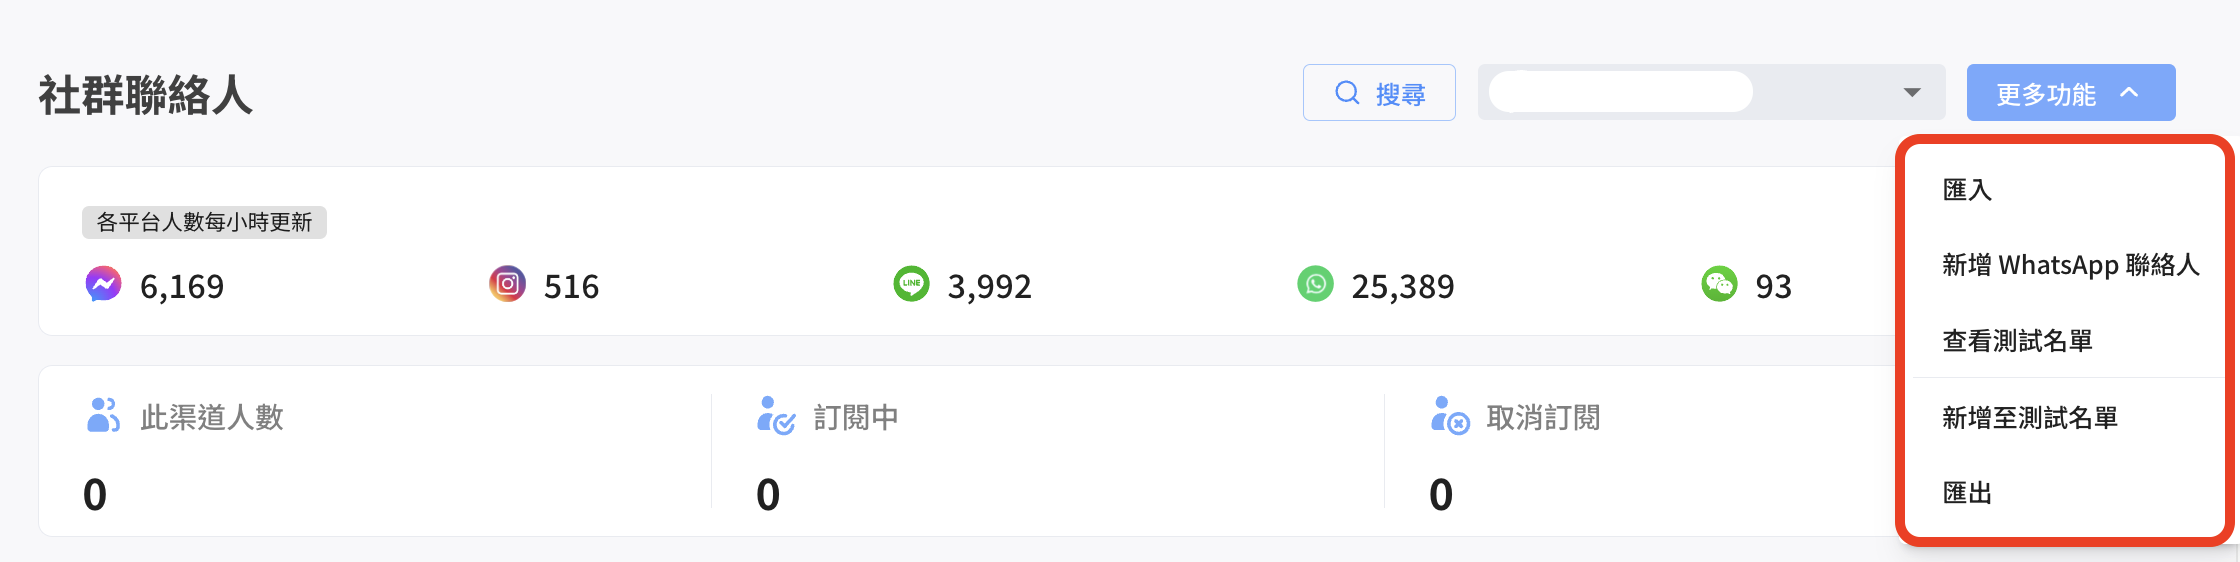 社群聯絡人
搜尋
更多功能
各平台人數每小時更新
6,169
516
LINE
3,992
25,389
93
此渠道人數
0
訂閱中
0
取消訂閱
0
匯入
新增 WhatsApp 聯絡人
查看測試名單
新增至測試名單
匯出